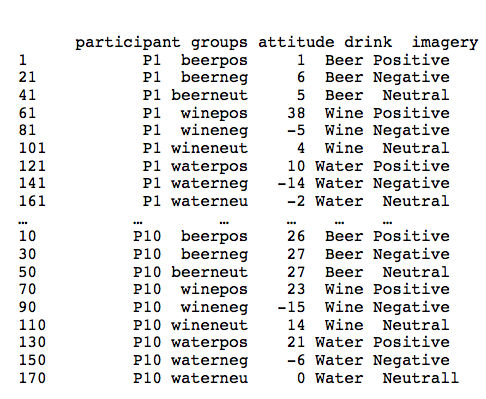 participant groups attitude drink imagery
1 P1 beerpos 1 Beer Positive
21 P1 beerneg 6 Beer Negative
41 P1 beerneut 5 Beer Neutral
61 P1 winepos 38 Wine Positive
81 P1 wineneg -5 Wine Negative
101 P1 wineneut 4 Wine Neutral
121 P1 waterpos 10 Water Positive
141 P1 waterneg -14 Water Negative
161 P1 waterneu -2 Water Neutral
… … … … … …
10 P10 beerpos 26 Beer Positive
30 P10 beerneg 27 Beer Negative
50 P10 beerneut 27 Beer Neutral
70 P10 winepos 23 Wine Positive
90 P10 wineneg -15 Wine Negative
110 P10 wineneut 14 Wine Neutral
130 P10 waterpos 21 Water Positive
150 P10 waterneg -6 Water Negative
170 P10 waterneu 0 Water Neutrall